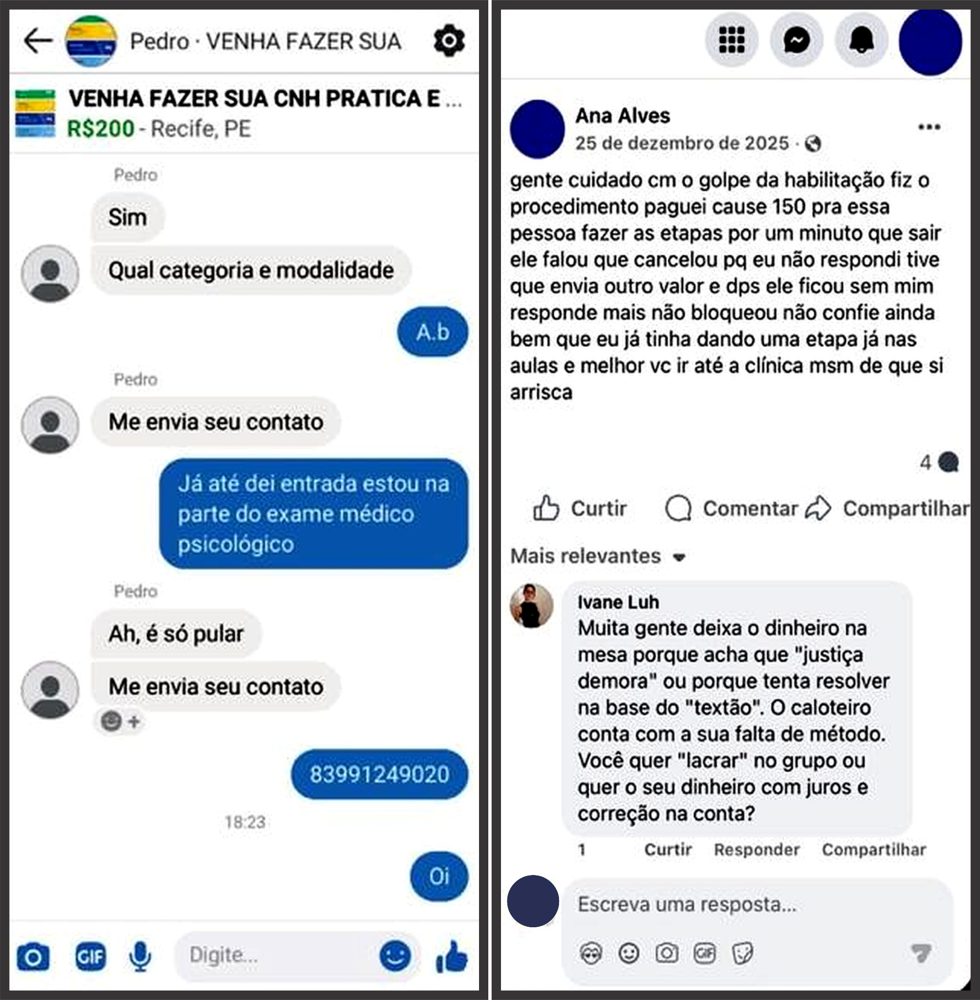 Pedro · VENHA FAZER SUA
VENHA FAZER SUA CNH PRATICA E ...
R$200 - Recife, PE
Pedro
Sim
Qual categoria e modalidade
A.b
Pedro
Me envia seu contato
Já até dei entrada estou na
parte do exame médico
psicológico
Pedro
Ah, é só pular
Me envia seu contato
83991249020
18:23
Oi
GIF
Digite...
Ana Alves
25 de dezembro de 2025 ·
gente cuidado cm o golpe da habilitação fiz o
procedimento paguei cause 150 pra essa
pessoa fazer as etapas por um minuto que sair
ele falou que cancelou pq eu não respondi tive
que envia outro valor e dps ele ficou sem mim
responde mais não bloqueou não confie ainda
bem que eu já tinha dando uma etapa já nas
aulas e melhor vc ir até a clínica msm de que si
arrisca
4
Curtir Comentar Compartilhar
Mais relevantes
Ivane Luh
Muita gente deixa o dinheiro na
mesa porque acha que "justiça
demora" ou porque tenta resolver
na base do "textão". O caloteiro
conta com a sua falta de método.
Você quer "lacrar" no grupo ou
quer o seu dinheiro com juros e
correção na conta?
1 Curtir Responder Compartilhar
Escreva uma resposta...
GIF